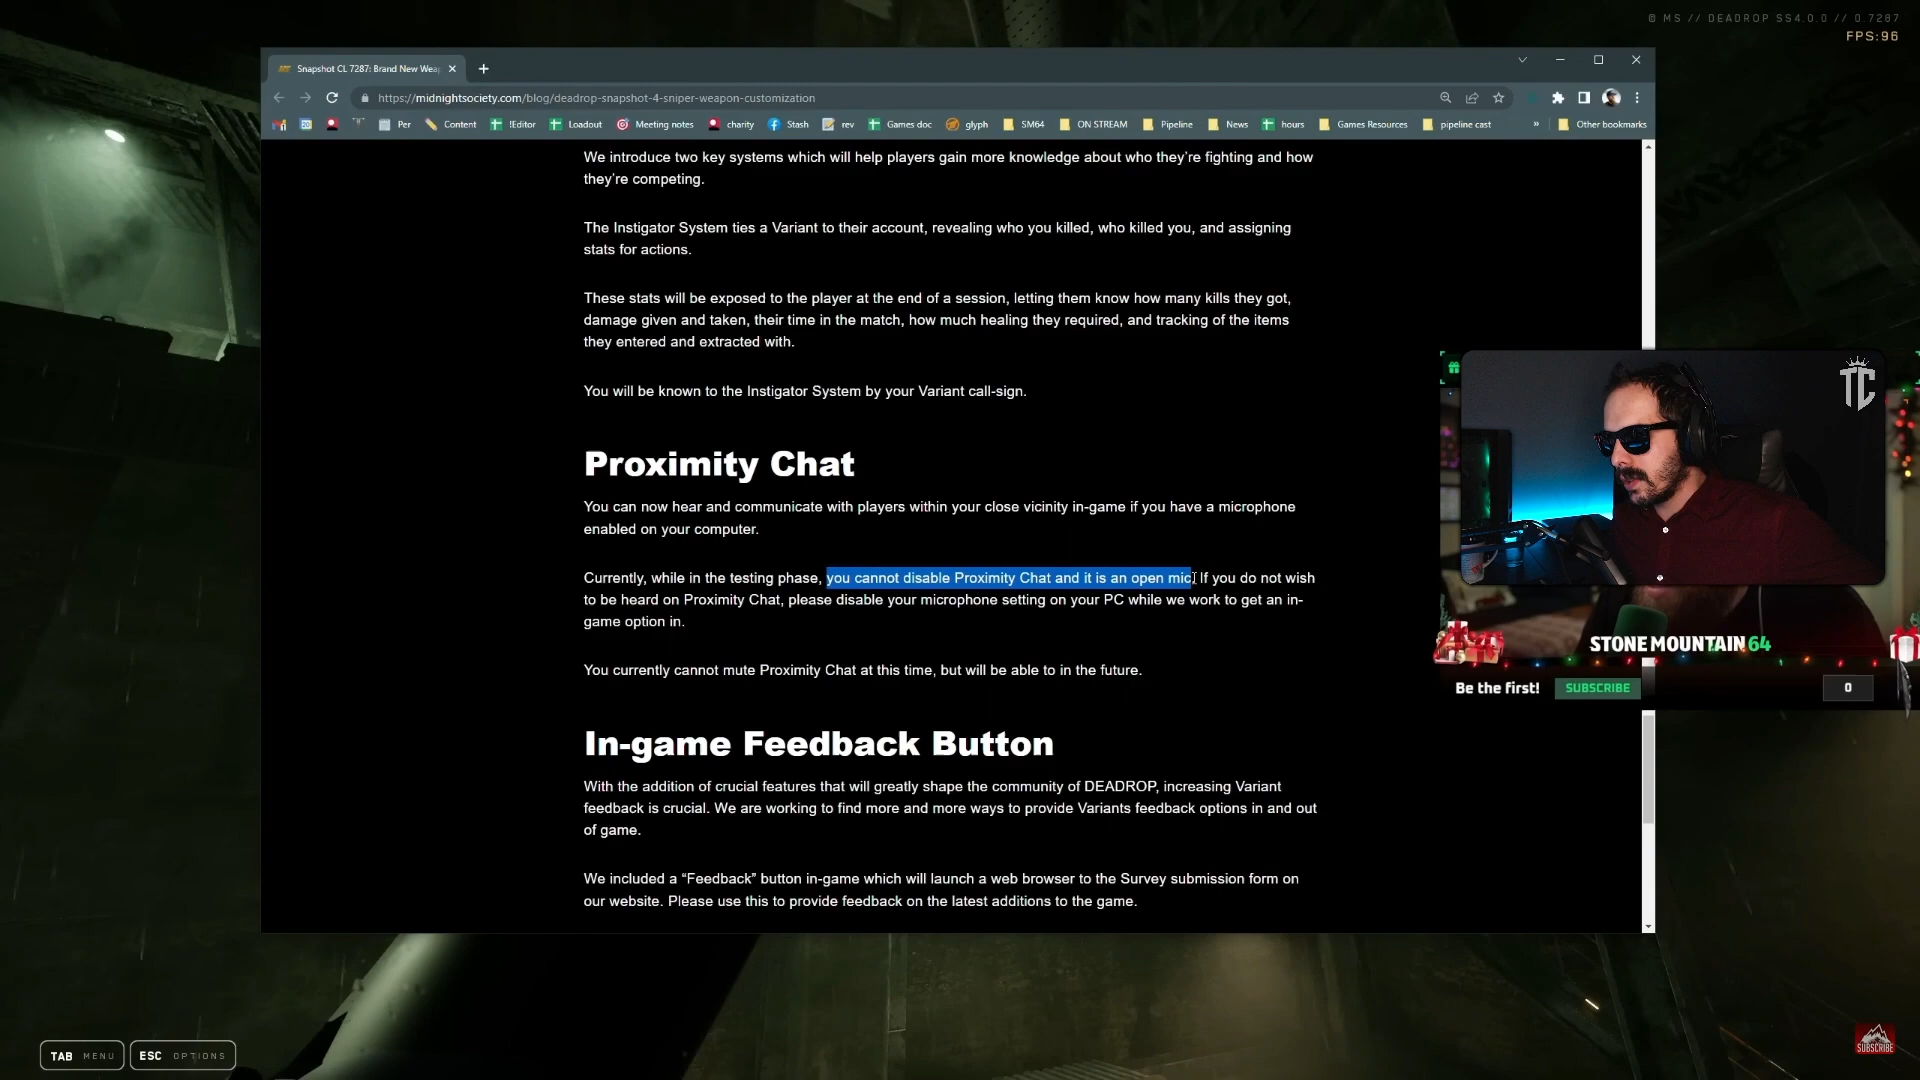 © MS // DEADROP SS4.0.0 // 0.7287
FPS:96
Snapshot CL 7287: Brand New Weap
https://midnightsociety.com/blog/deadrop-snapshot-4-sniper-weapon-customization
Per Content !Editor Loadout Meeting notes charity Stash rev Games doc glyph SM64 ON STREAM Pipeline News hours Games Resources pipeline cast » Other bookmarks
We introduce two key systems which will help players gain more knowledge about who they’re fighting and how
they’re competing.
The Instigator System ties a Variant to their account, revealing who you killed, who killed you, and assigning
stats for actions.
These stats will be exposed to the player at the end of a session, letting them know how many kills they got,
damage given and taken, their time in the match, how much healing they required, and tracking of the items
they entered and extracted with.
You will be known to the Instigator System by your Variant call-sign.
Proximity Chat
You can now hear and communicate with players within your close vicinity in-game if you have a microphone
enabled on your computer.
Currently, while in the testing phase, you cannot disable Proximity Chat and it is an open mic. If you do not wish
to be heard on Proximity Chat, please disable your microphone setting on your PC while we work to get an in-
game option in.
You currently cannot mute Proximity Chat at this time, but will be able to in the future.
In-game Feedback Button
With the addition of crucial features that will greatly shape the community of DEADROP, increasing Variant
feedback is crucial. We are working to find more and more ways to provide Variants feedback options in and out
of game.
We included a “Feedback” button in-game which will launch a web browser to the Survey submission form on
our website. Please use this to provide feedback on the latest additions to the game.
TC
STONE MOUNTAIN 64
Be the first! SUBSCRIBE 0
TAB MENU ESC OPTIONS
SUBSCRIBE